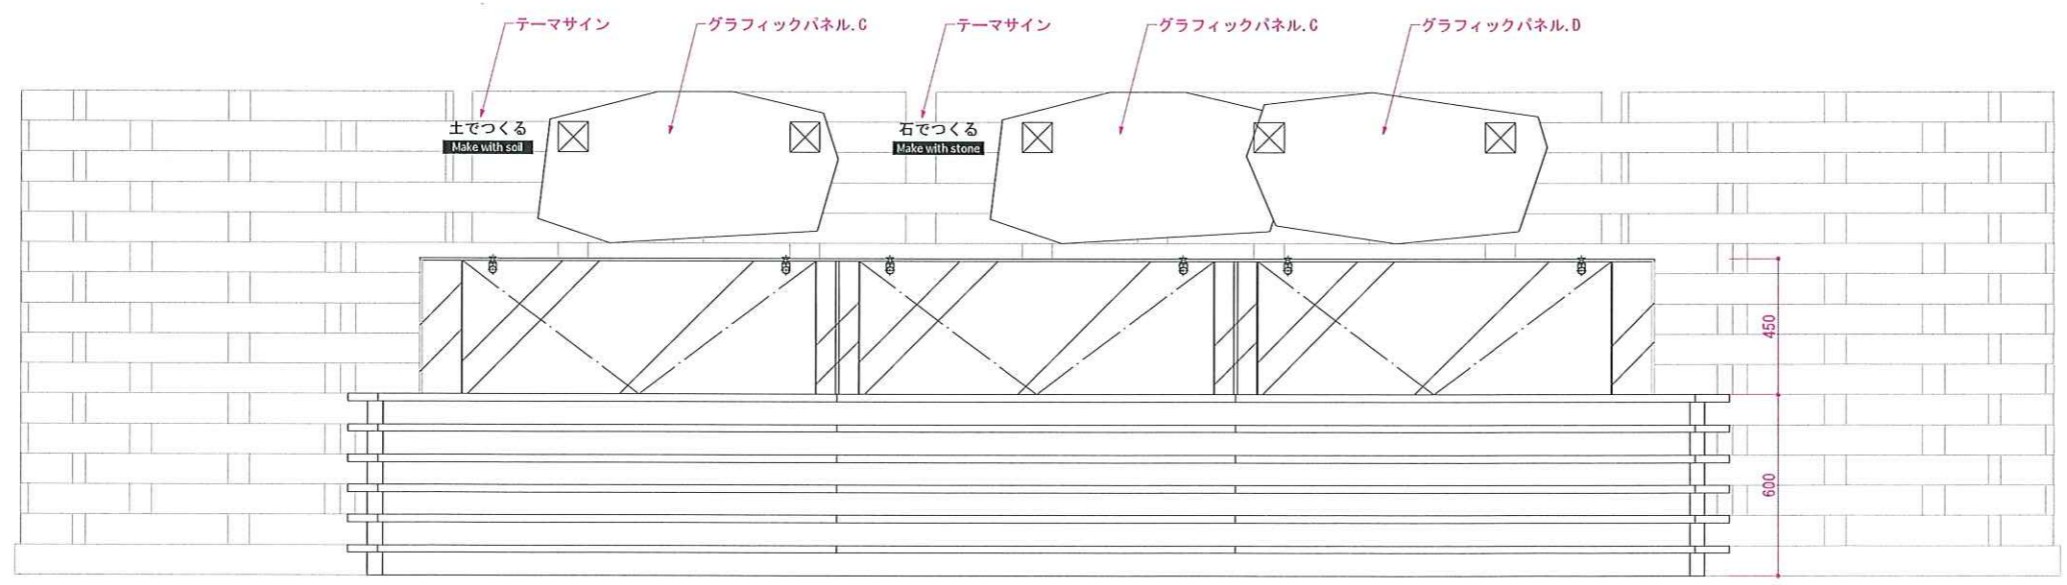 テーマサイン
グラフィックパネル.C
テーマサイン
グラフィックパネル.C
グラフィックパネル.D
土でつくる
Make with soil
石でつくる
Make with stone
450
600